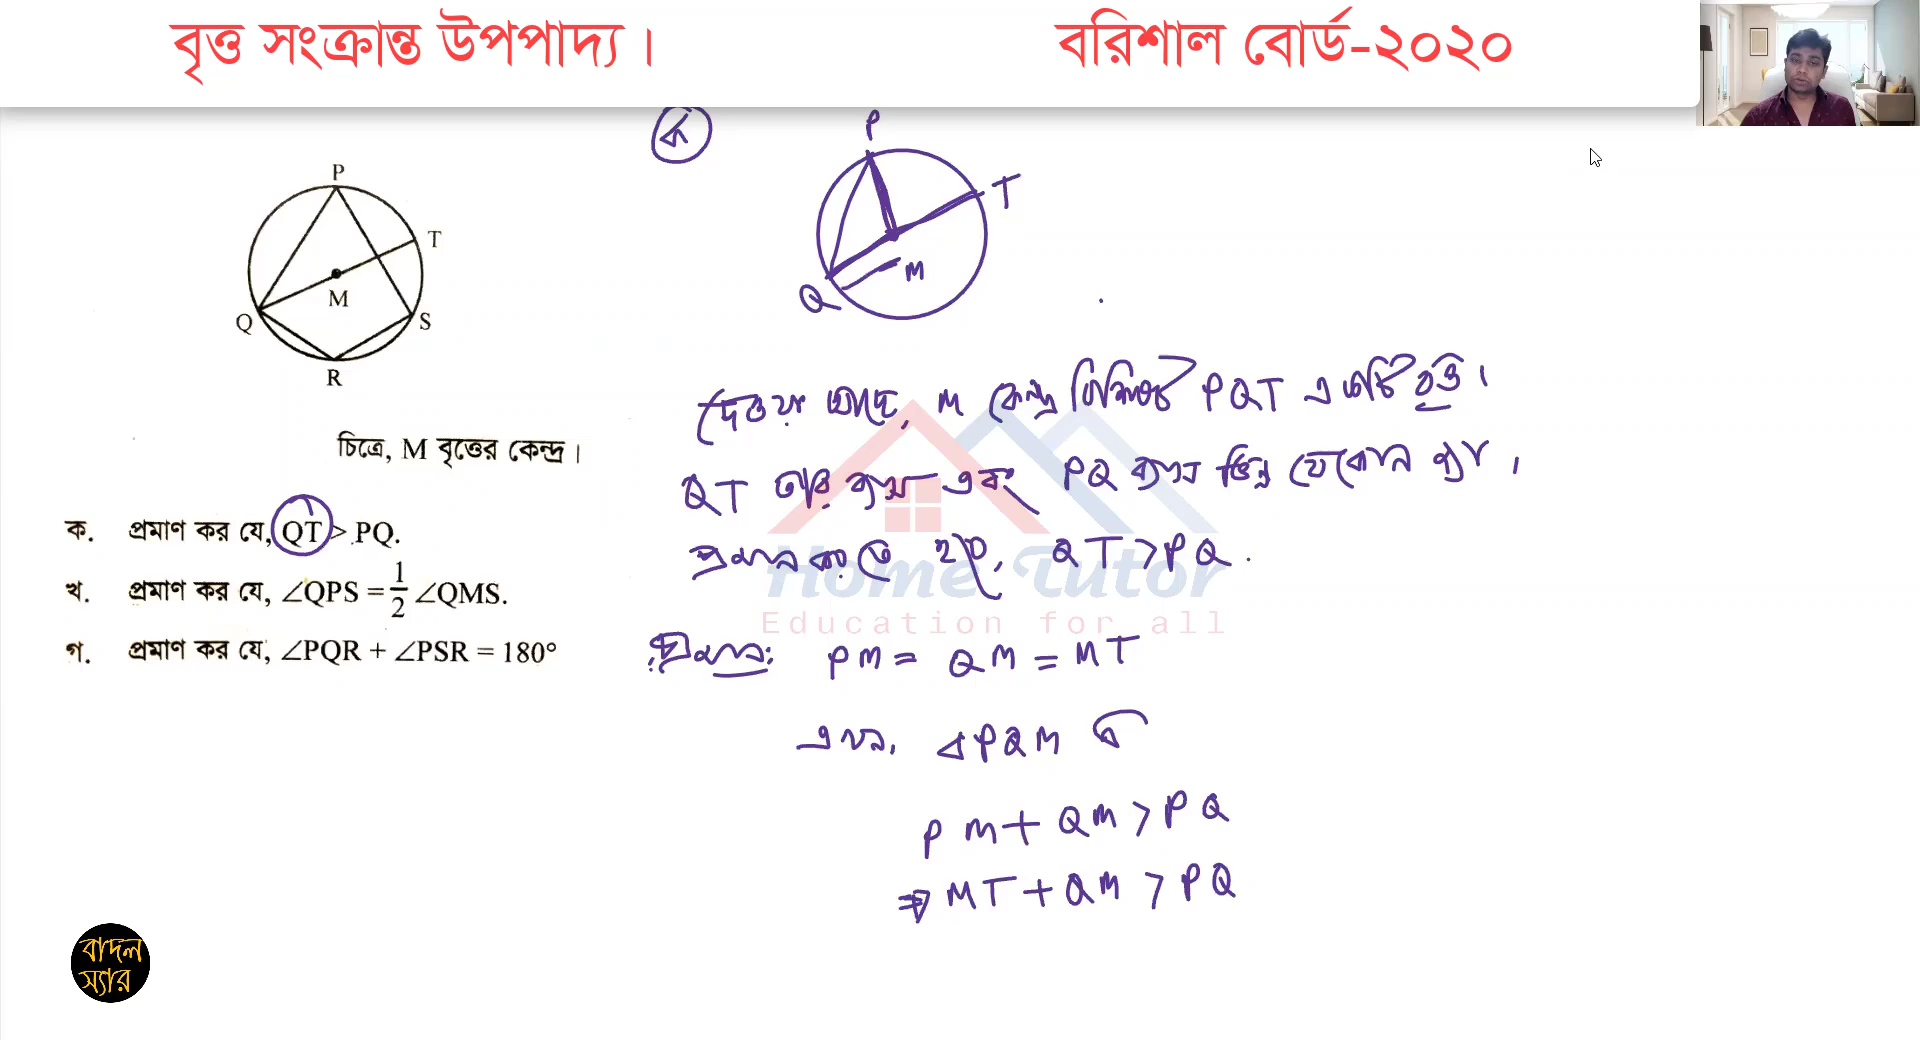 বৃত্ত সংক্রান্ত উপপাদ্য।
বরিশাল বোর্ড-২০২০
P
T
M
Q
S
R
চিত্রে, M বৃত্তের কেন্দ্র।
ক. প্রমাণ কর যে, QT > PQ.
খ. প্রমাণ কর যে, ∠QPS = 1/2 ∠QMS.
গ. প্রমাণ কর যে, ∠PQR + ∠PSR = 180°
ক
P
T
M
Q
দেওয়া আছে, M কেন্দ্র বিশিষ্ট PQT একটি বৃত্ত।
QT তার ব্যাস এবং PQ ব্যাস ভিন্ন যেকোন জ্যা।
প্রমান করতে হবে, QT > PQ.
Home Tutor
Education for all
প্রমান: PM = QM = MT
এখন, ΔPQM এ
PM + QM > PQ
⇒ MT + QM > PQ
বাদল
স্যার